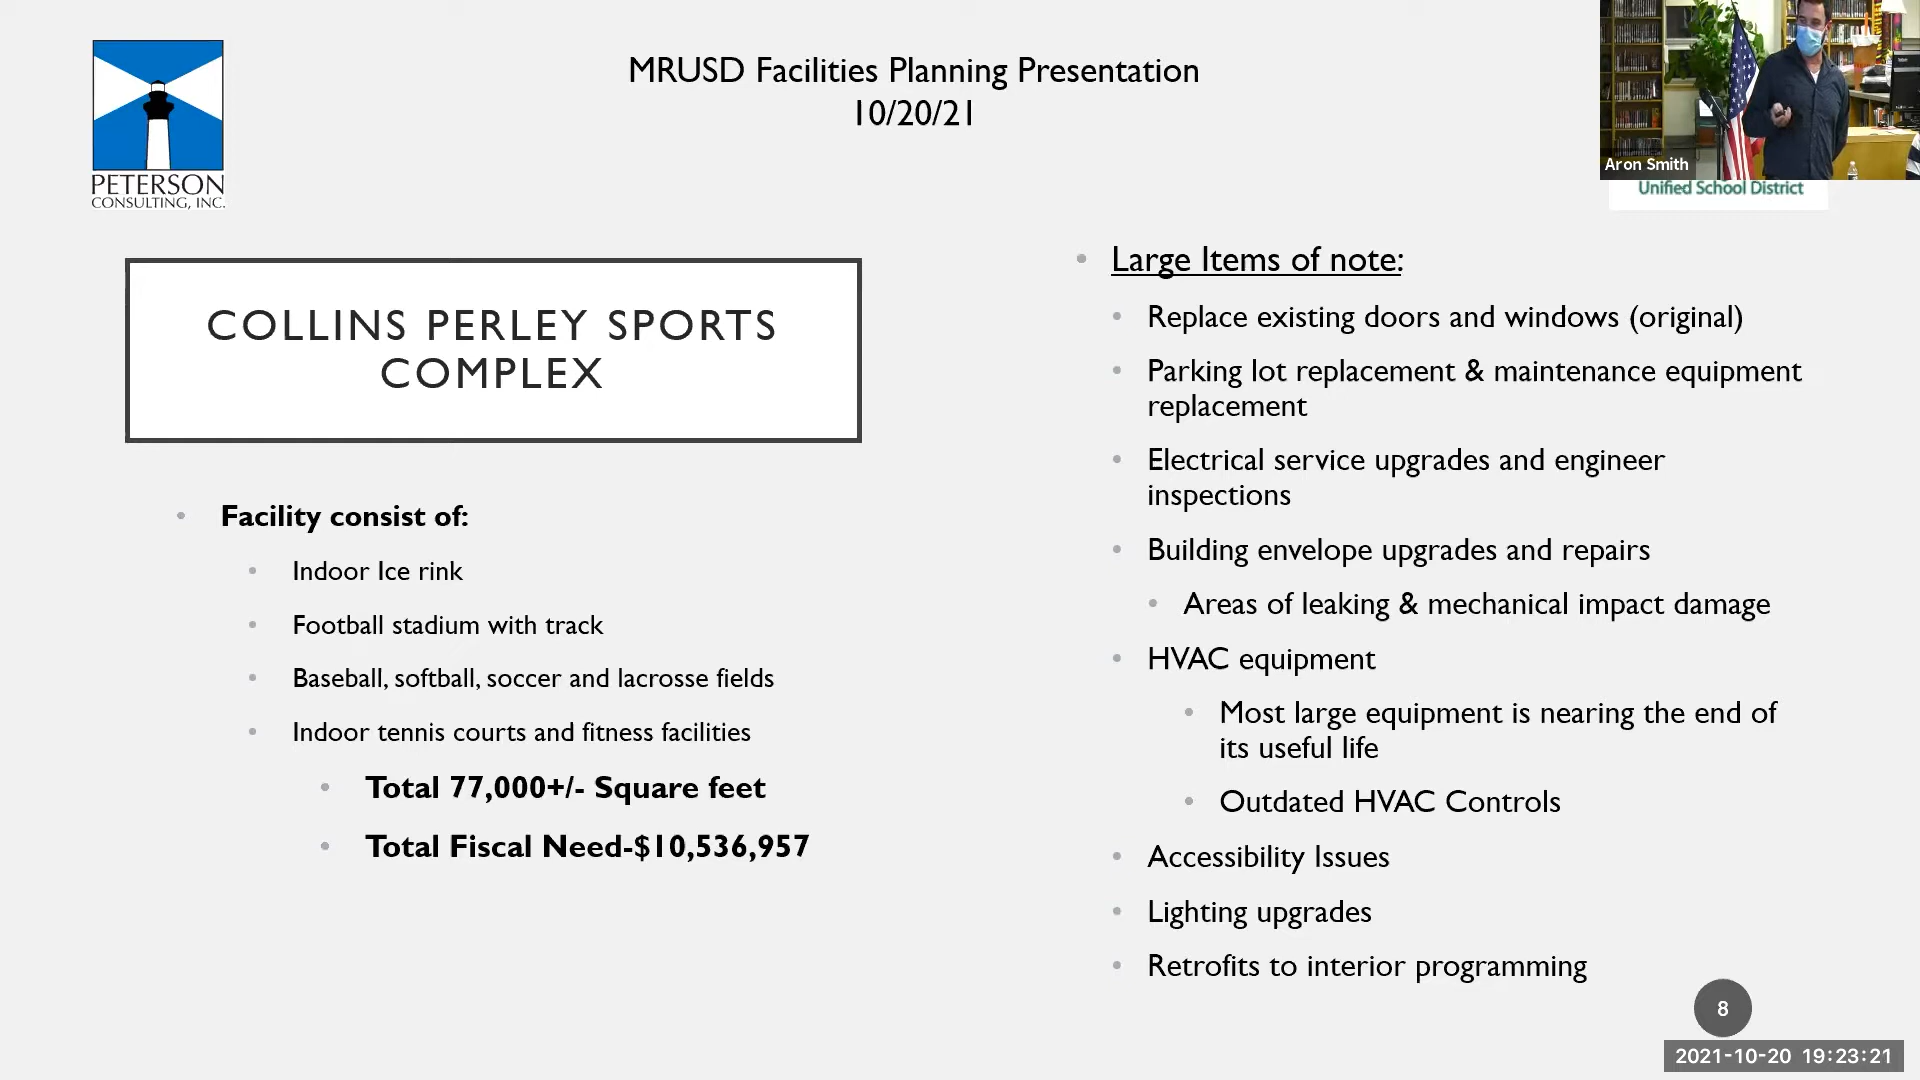 MRUSD Facilities Planning Presentation
10/20/21
PETERSON
CONSULTING, INC.
Aron Smith
Unified School District
COLLINS PERLEY SPORTS
COMPLEX
• Facility consist of:
• Indoor Ice rink
• Football stadium with track
• Baseball, softball, soccer and lacrosse fields
• Indoor tennis courts and fitness facilities
• Total 77,000+/- Square feet
• Total Fiscal Need-$10,536,957
• Large Items of note:
• Replace existing doors and windows (original)
• Parking lot replacement & maintenance equipment
replacement
• Electrical service upgrades and engineer
inspections
• Building envelope upgrades and repairs
• Areas of leaking & mechanical impact damage
• HVAC equipment
• Most large equipment is nearing the end of
its useful life
• Outdated HVAC Controls
• Accessibility Issues
• Lighting upgrades
• Retrofits to interior programming
8
2021-10-20 19:23:21